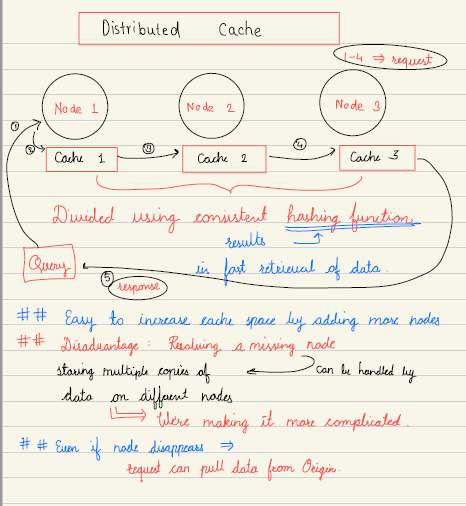 Distributed Cache
1-4 ⇒ request
Node 1 Node 2 Node 3
① ② Cache 1 ③ Cache 2 ④ Cache 3
Divided using consistent hashing function,
results
Query in fast retrieval of data.
⑤ response
## Easy to increase cache space by adding more nodes
## Disadvantage : Resolving a missing node
storing multiple copies of can be handled by
data on different nodes
We're making it more complicated.
## Even if node disappears ⇒
request can pull data from Origin.